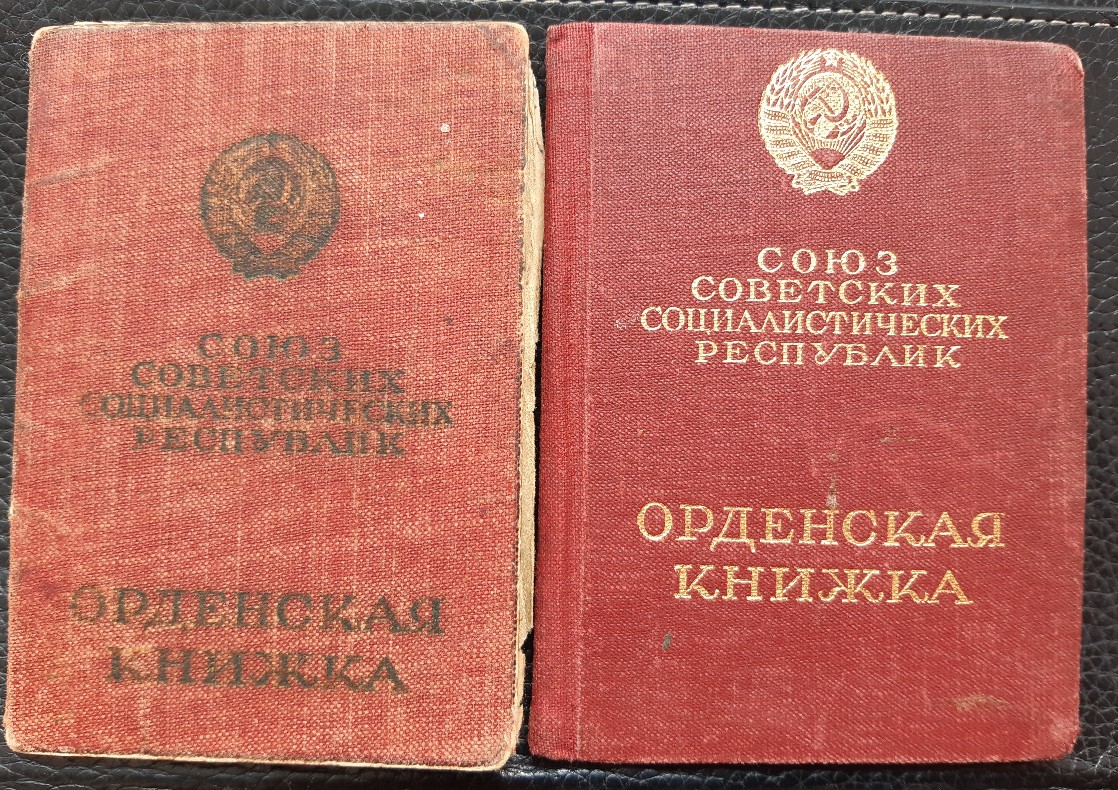 СОЮЗ
СОВЕТСКИХ
СОЦИАЛИСТИЧЕСКИХ
РЕСПУБЛИК
ОРДЕНСКАЯ
КНИЖКА
СОЮЗ
СОВЕТСКИХ
СОЦИАЛИСТИЧЕСКИХ
РЕСПУБЛИК
ОРДЕНСКАЯ
КНИЖКА